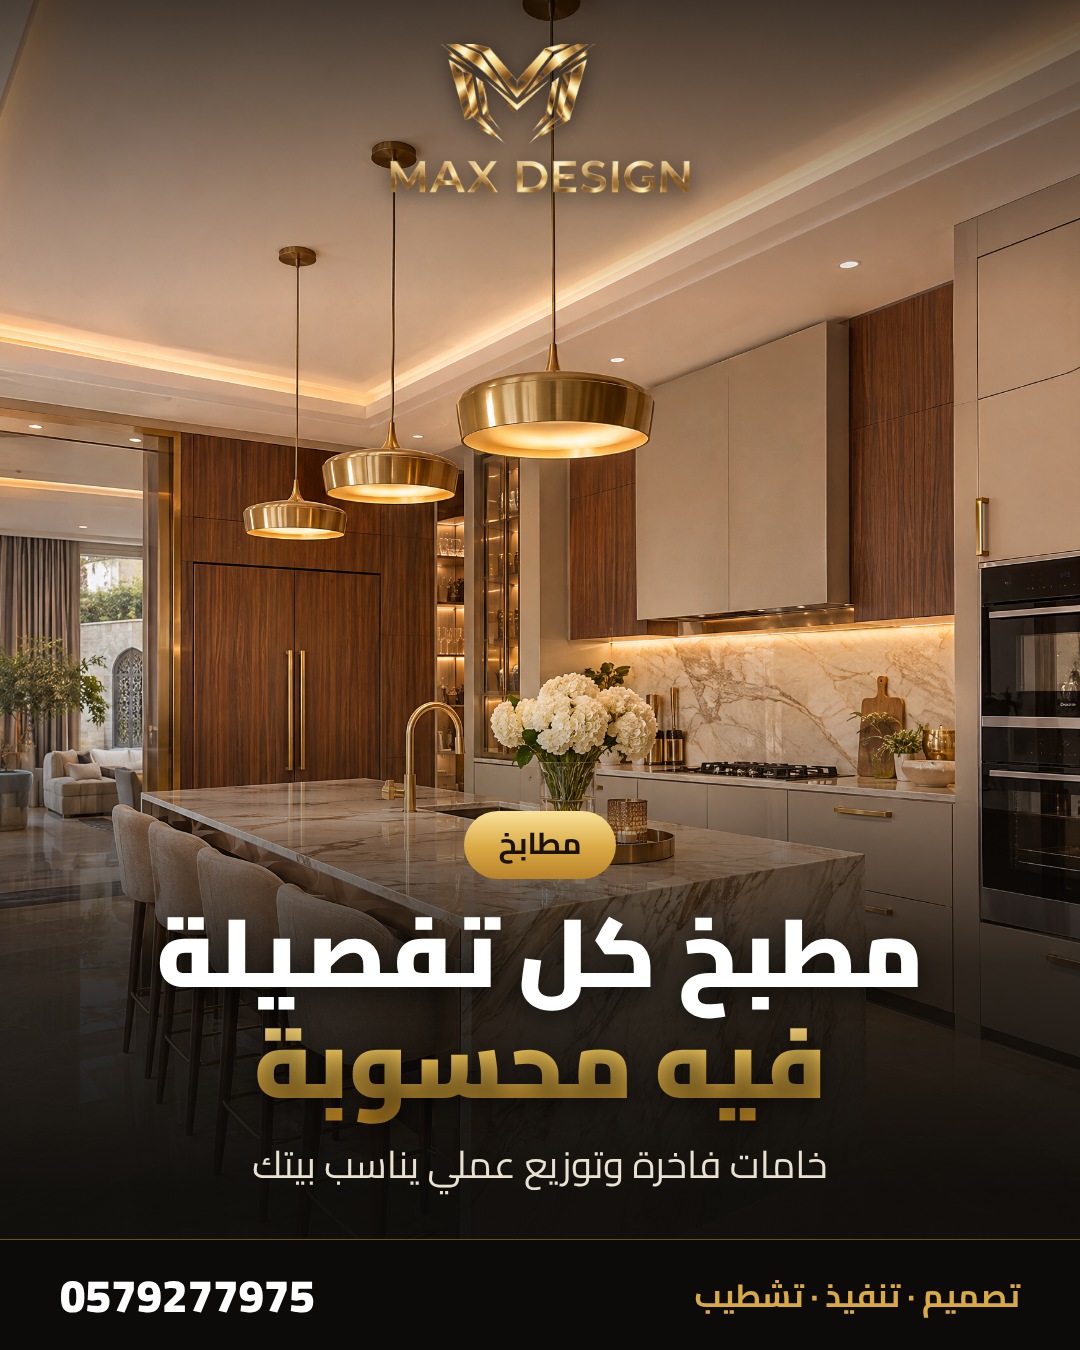 MAX DESIGN
مطابخ
مطبخ كل تفصيلة
فيه محسوبة
خامات فاخرة وتوزيع عملي يناسب بيتك
تصميم · تنفيذ · تشطيب
0579277975